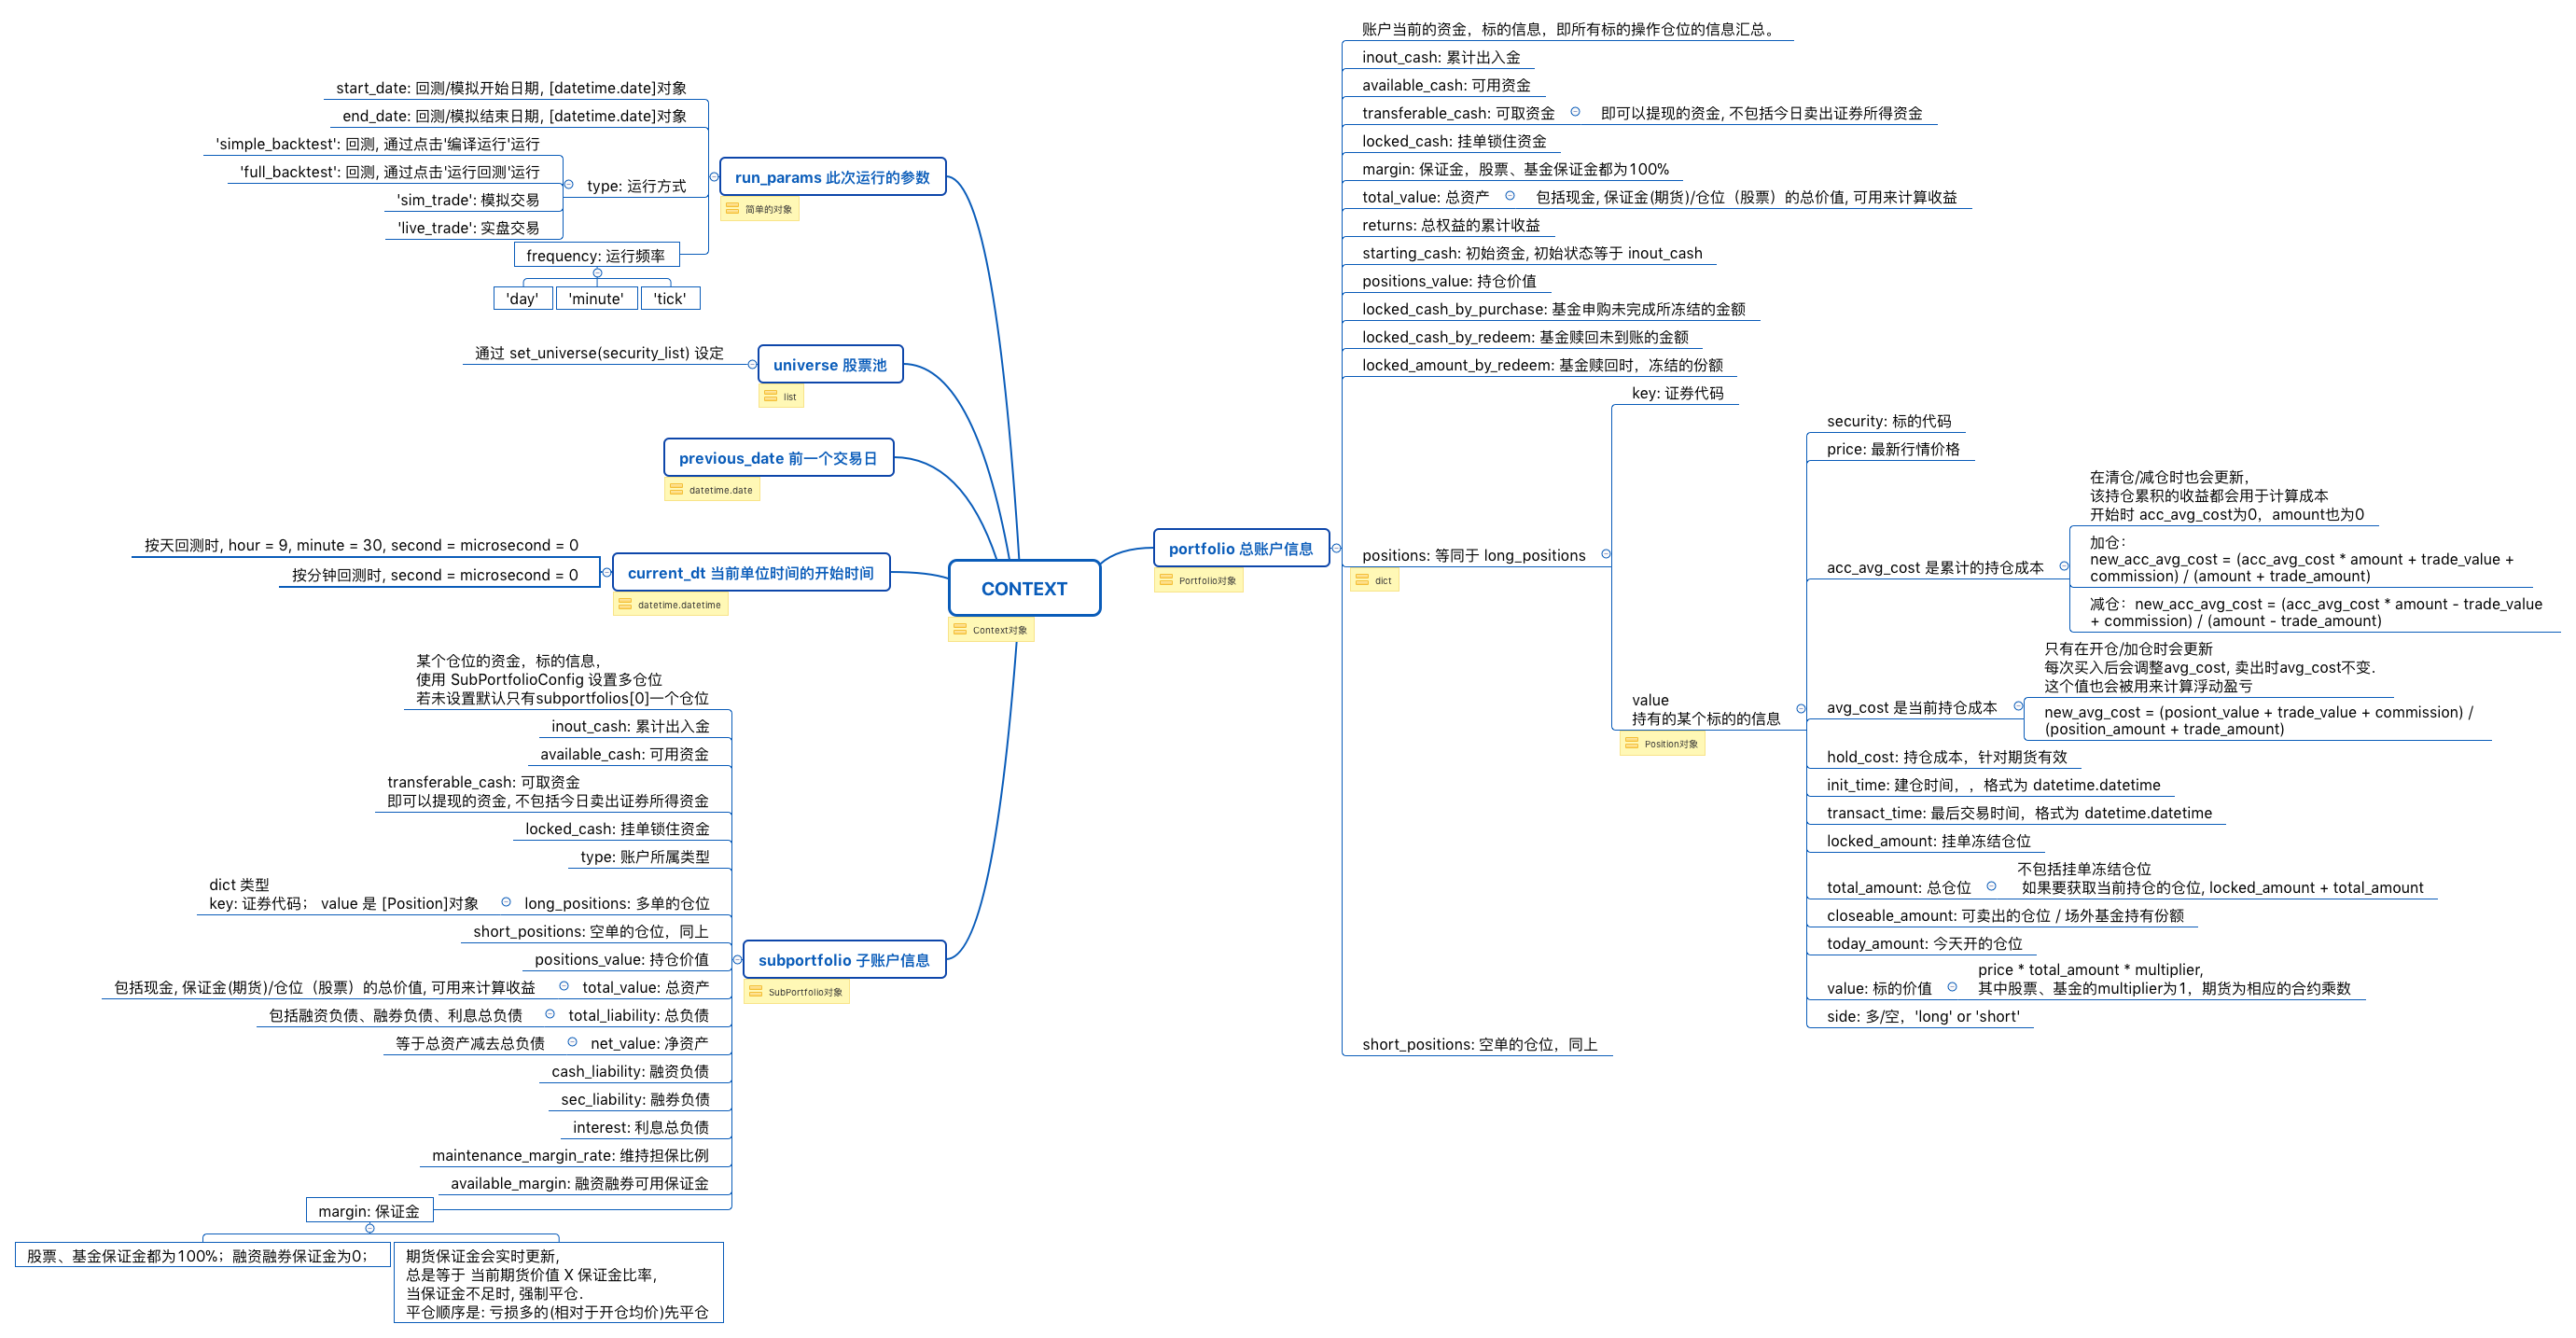 CONTEXT
Context对象
run_params 此次运行的参数
简单的对象
start_date: 回测/模拟开始日期, [datetime.date]对象
end_date: 回测/模拟结束日期, [datetime.date]对象
type: 运行方式
'simple_backtest': 回测, 通过点击'编译运行'运行
'full_backtest': 回测, 通过点击'运行回测'运行
'sim_trade': 模拟交易
'live_trade': 实盘交易
frequency: 运行频率
'day'
'minute'
'tick'
universe 股票池
list
通过 set_universe(security_list) 设定
previous_date 前一个交易日
datetime.date
current_dt 当前单位时间的开始时间
datetime.datetime
按天回测时, hour = 9, minute = 30, second = microsecond = 0
按分钟回测时, second = microsecond = 0
subportfolio 子账户信息
SubPortfolio对象
某个仓位的资金，标的信息，
使用 SubPortfolioConfig 设置多仓位
若未设置默认只有subportfolios[0]一个仓位
inout_cash: 累计出入金
available_cash: 可用资金
transferable_cash: 可取资金
即可以提现的资金, 不包括今日卖出证券所得资金
locked_cash: 挂单锁住资金
type: 账户所属类型
long_positions: 多单的仓位
dict 类型
key: 证券代码； value 是 [Position]对象
short_positions: 空单的仓位，同上
positions_value: 持仓价值
total_value: 总资产
包括现金, 保证金(期货)/仓位（股票）的总价值, 可用来计算收益
total_liability: 总负债
包括融资负债、融券负债、利息总负债
net_value: 净资产
等于总资产减去总负债
cash_liability: 融资负债
sec_liability: 融券负债
interest: 利息总负债
maintenance_margin_rate: 维持担保比例
available_margin: 融资融券可用保证金
margin: 保证金
股票、基金保证金都为100%；融资融券保证金为0；
期货保证金会实时更新,
总是等于 当前期货价值 X 保证金比率,
当保证金不足时, 强制平仓.
平仓顺序是: 亏损多的(相对于开仓均价)先平仓
portfolio 总账户信息
Portfolio对象
账户当前的资金，标的信息，即所有标的操作仓位的信息汇总。
inout_cash: 累计出入金
available_cash: 可用资金
transferable_cash: 可取资金
即可以提现的资金, 不包括今日卖出证券所得资金
locked_cash: 挂单锁住资金
margin: 保证金，股票、基金保证金都为100%
total_value: 总资产
包括现金, 保证金(期货)/仓位（股票）的总价值, 可用来计算收益
returns: 总权益的累计收益
starting_cash: 初始资金, 初始状态等于 inout_cash
positions_value: 持仓价值
locked_cash_by_purchase: 基金申购未完成所冻结的金额
locked_cash_by_redeem: 基金赎回未到账的金额
locked_amount_by_redeem: 基金赎回时，冻结的份额
positions: 等同于 long_positions
dict
key: 证券代码
value
持有的某个标的的信息
Position对象
security: 标的代码
price: 最新行情价格
acc_avg_cost 是累计的持仓成本
在清仓/减仓时也会更新，
该持仓累积的收益都会用于计算成本
开始时 acc_avg_cost为0，amount也为0
加仓：
new_acc_avg_cost = (acc_avg_cost * amount + trade_value +
commission) / (amount + trade_amount)
减仓：new_acc_avg_cost = (acc_avg_cost * amount - trade_value
+ commission) / (amount - trade_amount)
avg_cost 是当前持仓成本
只有在开仓/加仓时会更新
每次买入后会调整avg_cost, 卖出时avg_cost不变.
这个值也会被用来计算浮动盈亏
new_avg_cost = (posiont_value + trade_value + commission) /
(position_amount + trade_amount)
hold_cost: 持仓成本，针对期货有效
init_time: 建仓时间，，格式为 datetime.datetime
transact_time: 最后交易时间，格式为 datetime.datetime
locked_amount: 挂单冻结仓位
total_amount: 总仓位
不包括挂单冻结仓位
如果要获取当前持仓的仓位, locked_amount + total_amount
closeable_amount: 可卖出的仓位 / 场外基金持有份额
today_amount: 今天开的仓位
value: 标的价值
price * total_amount * multiplier,
其中股票、基金的multiplier为1，期货为相应的合约乘数
side: 多/空，'long' or 'short'
short_positions: 空单的仓位，同上